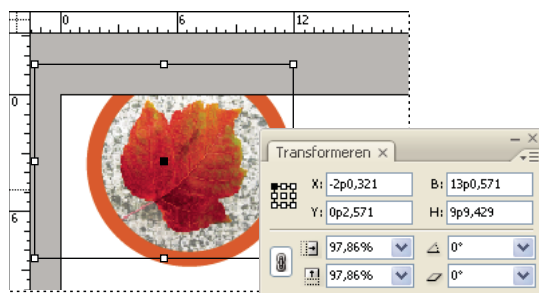 0 6 12
0
6
Transformeren ×
X: -2p0,321 B: 13p0,571
Y: 0p2,571 H: 9p9,429
97,86% 0°
97,86% 0°